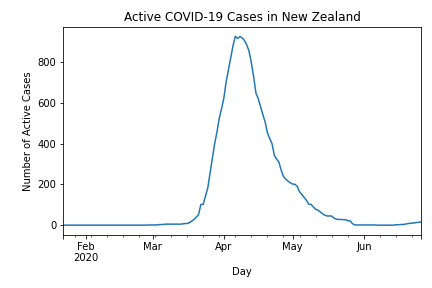 Active COVID-19 Cases in New Zealand
Number of Active Cases
800
600
400
200
0
Feb Mar Apr May Jun
2020
Day